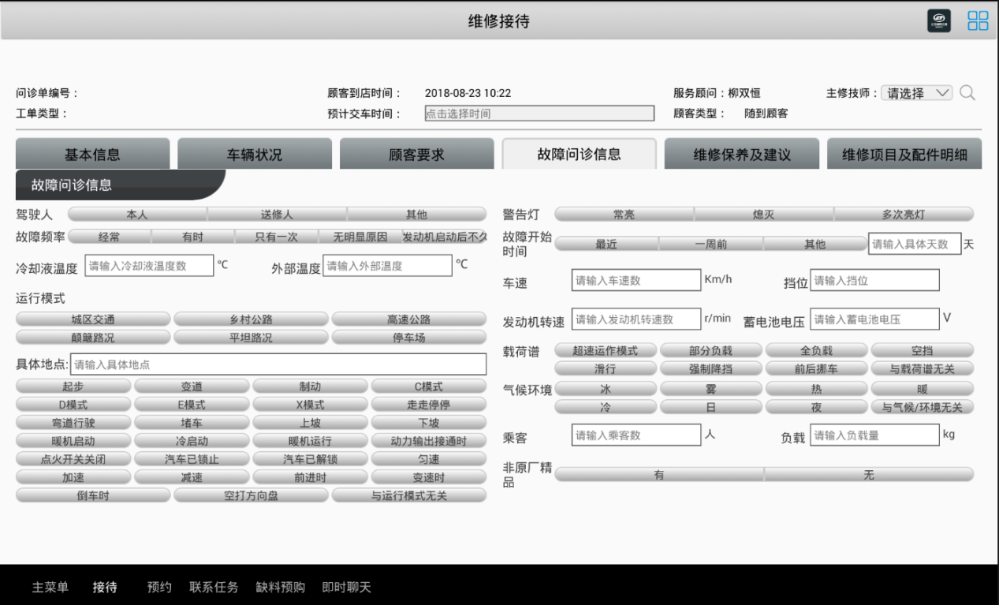 维修接待
问诊单编号：
顾客到店时间： 2018-08-23 10:22
服务顾问：柳双恒
主修技师：请选择
工单类型：
预计交车时间： 点击选择时间
顾客类型： 随到顾客
基本信息 车辆状况 顾客要求 故障问诊信息 维修保养及建议 维修项目及配件明细
故障问诊信息
驾驶人 本人 送修人 其他
故障频率 经常 有时 只有一次 无明显原因 发动机启动后不久
冷却液温度 请输入冷却液温度数 ℃ 外部温度 请输入外部温度 ℃
运行模式
城区交通 乡村公路 高速公路
颠簸路况 平坦路况 停车场
具体地点: 请输入具体地点
起步 变道 制动 C模式
D模式 E模式 X模式 走走停停
弯道行驶 堵车 上坡 下坡
暖机启动 冷启动 暖机运行 动力输出接通时
点火开关关闭 汽车已锁止 汽车已解锁 匀速
加速 减速 前进时 变速时
倒车时 空打方向盘 与运行模式无关
警告灯 常亮 熄灭 多次亮灯
故障开始
时间 最近 一周前 其他 请输入具体天数 天
车速 请输入车速数 Km/h 挡位 请输入挡位
发动机转速 请输入发动机转速数 r/min 蓄电池电压 请输入蓄电池电压 V
载荷谱 超速运作模式 部分负载 全负载 空挡
滑行 强制降挡 前后挪车 与载荷谱无关
气候环境 冰 雾 热 暖
冷 日 夜 与气候/环境无关
乘客 请输入乘客数 人 负载 请输入负载量 kg
非原厂精
品 有 无
主菜单 接待 预约 联系任务 缺料预购 即时聊天